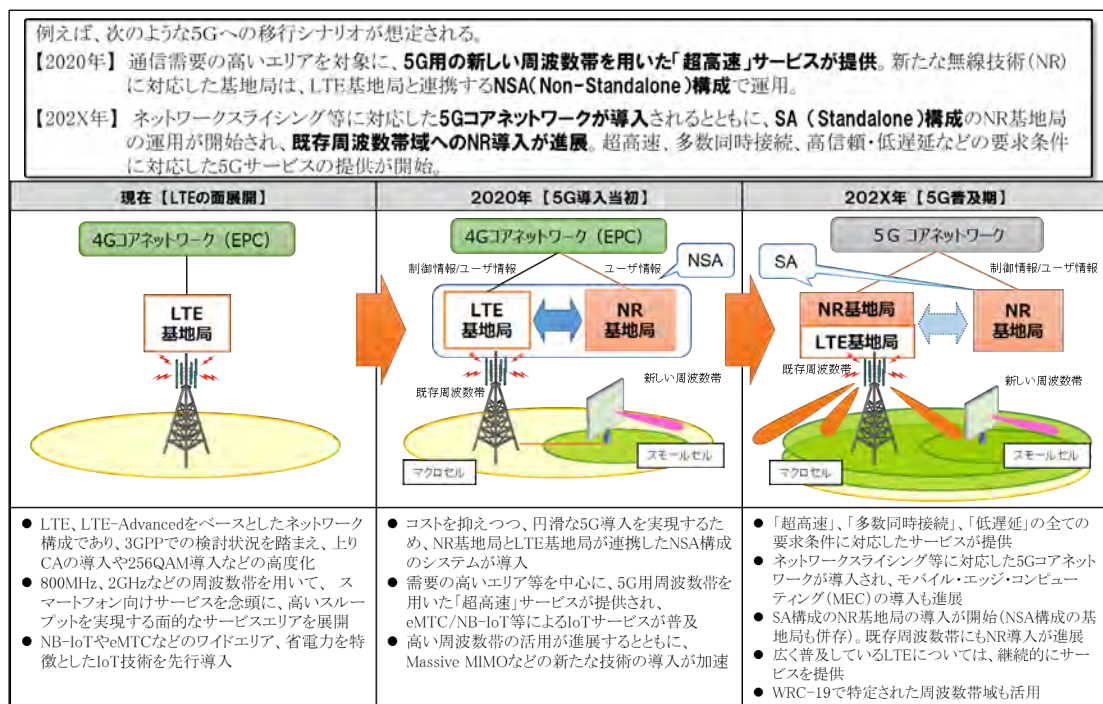 例えば、次のような5Gへの移行シナリオが想定される。
【2020年】 通信需要の高いエリアを対象に、5G用の新しい周波数帯を用いた「超高速」サービスが提供。新たな無線技術(NR)
に対応した基地局は、LTE基地局と連携するNSA(Non-Standalone)構成で運用。
【202X年】 ネットワークスライシング等に対応した5Gコアネットワークが導入されるとともに、SA (Standalone)構成のNR基地局
の運用が開始され、既存周波数帯域へのNR導入が進展。超高速、多数同時接続、高信頼・低遅延などの要求条件
に対応した5Gサービスの提供が開始。
現在【LTEの面展開】
4Gコアネットワーク (EPC)
LTE
基地局
● LTE、LTE-Advancedをベースとしたネットワーク
構成であり、3GPPでの検討状況を踏まえ、上り
CAの導入や256QAM導入などの高度化
● 800MHz、2GHzなどの周波数帯を用いて、 ス
マートフォン向けサービスを念頭に、高いスルー
プットを実現する面的なサービスエリアを展開
● NB-IoTやeMTCなどのワイドエリア、省電力を特
徴としたIoT技術を先行導入
2020年【5G導入当初】
4Gコアネットワーク (EPC)
制御情報/ユーザ情報
ユーザ情報
NSA
LTE
基地局
NR
基地局
既存周波数帯
新しい周波数帯
マクロセル
スモールセル
● コストを抑えつつ、円滑な5G導入を実現するた
め、NR基地局とLTE基地局が連携したNSA構成
のシステムが導入
● 需要の高いエリア等を中心に、5G用周波数帯を
用いた「超高速」サービスが提供され、
eMTC/NB-IoT等によるIoTサービスが普及
● 高い周波数帯の活用が進展するとともに、
Massive MIMOなどの新たな技術の導入が加速
202X年【5G普及期】
5G コアネットワーク
SA
制御情報/ユーザ情報
NR基地局
LTE基地局
NR
基地局
既存周波数帯
新しい周波数帯
マクロセル
スモールセル
● 「超高速」、「多数同時接続」、「低遅延」の全ての
要求条件に対応したサービスが提供
● ネットワークスライシング等に対応した5Gコアネット
ワークが導入され、モバイル・エッジ・コンピュー
ティング(MEC)の導入も進展
● SA構成のNR基地局の導入が開始(NSA構成の基
地局も併存)。既存周波数帯にもNR導入が進展
● 広く普及しているLTEについては、継続的にサー
ビスを提供
● WRC-19で特定された周波数帯域も活用